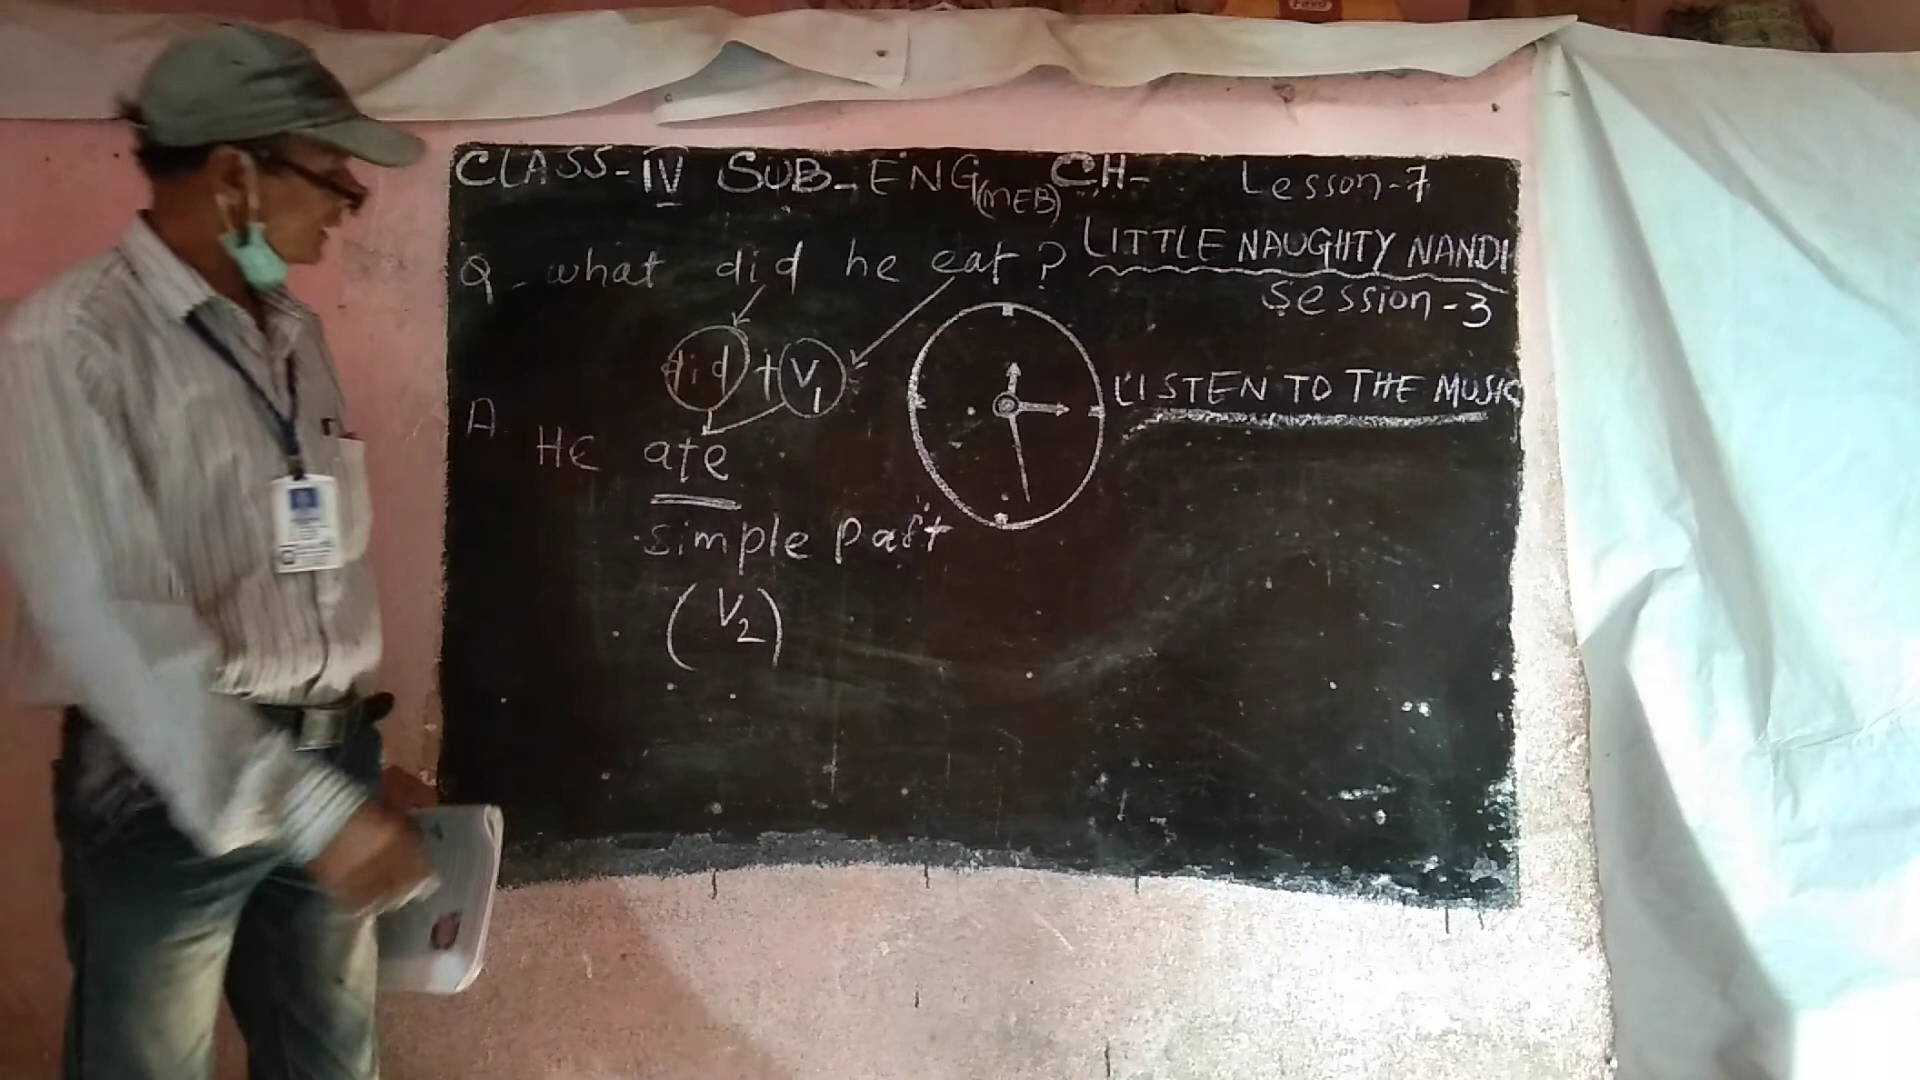 CLASS-IV SUB-ENG (MEB) CH- Lesson-7
LITTLE NAUGHTY NANDI
Session-3
Q-what did he eat?
did + V1
LISTEN TO THE MUSIC
A- HE ate
simple past
(V2)